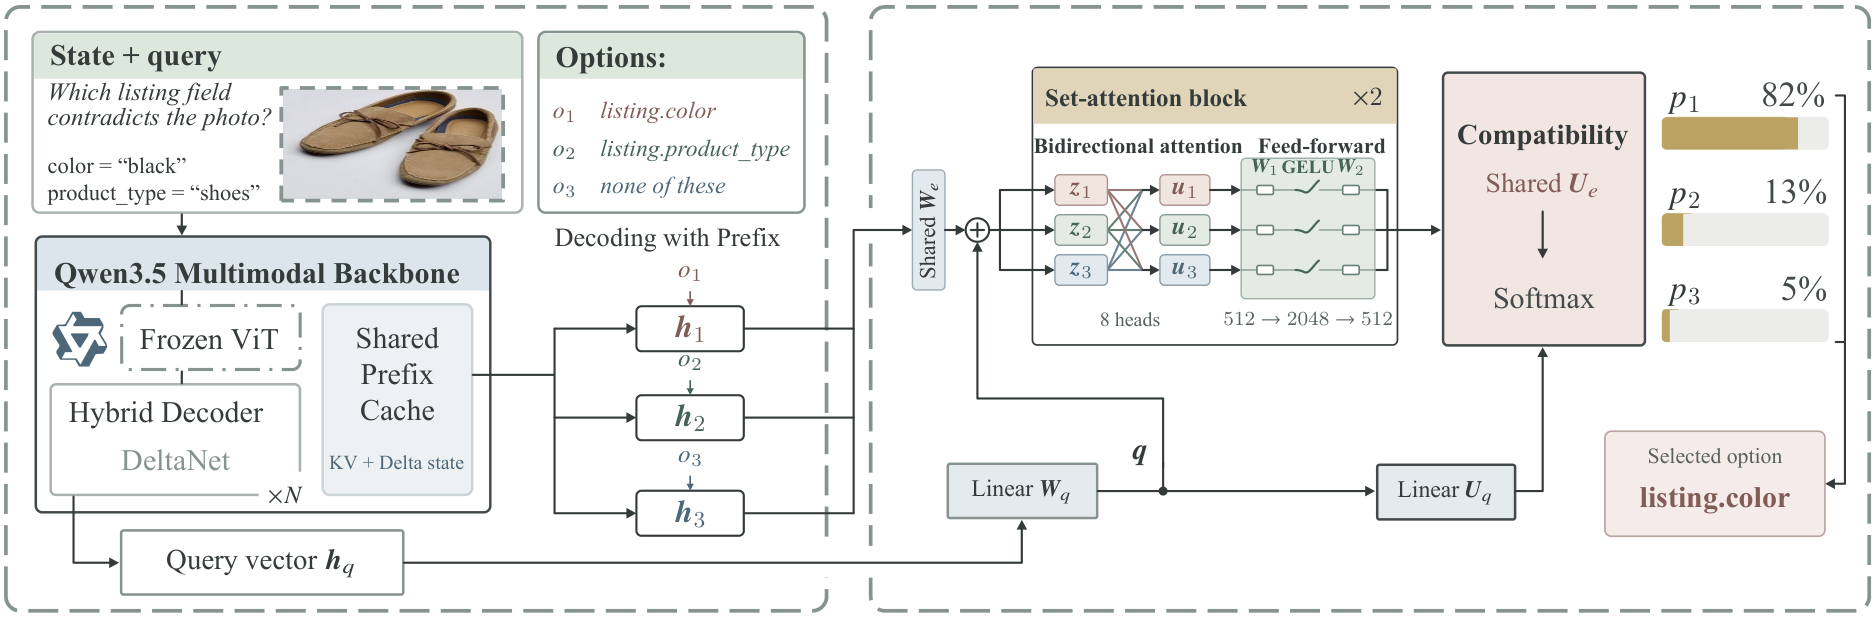 State + query
Which listing field
contradicts the photo?
color = “black”
product_type = “shoes”
Options:
o1 listing.color
o2 listing.product_type
o3 none of these
Decoding with Prefix
Qwen3.5 Multimodal Backbone
Frozen ViT
Hybrid Decoder
DeltaNet
×N
Shared
Prefix
Cache
KV + Delta state
o1
h1
o2
h2
o3
h3
Query vector hq
Shared We
Set-attention block ×2
Bidirectional attention Feed-forward
W1 GELU W2
z1 u1
z2 u2
z3 u3
8 heads 512 → 2048 → 512
q
Linear Wq
Linear Uq
Compatibility
Shared Ue
Softmax
p1 82%
p2 13%
p3 5%
Selected option
listing.color